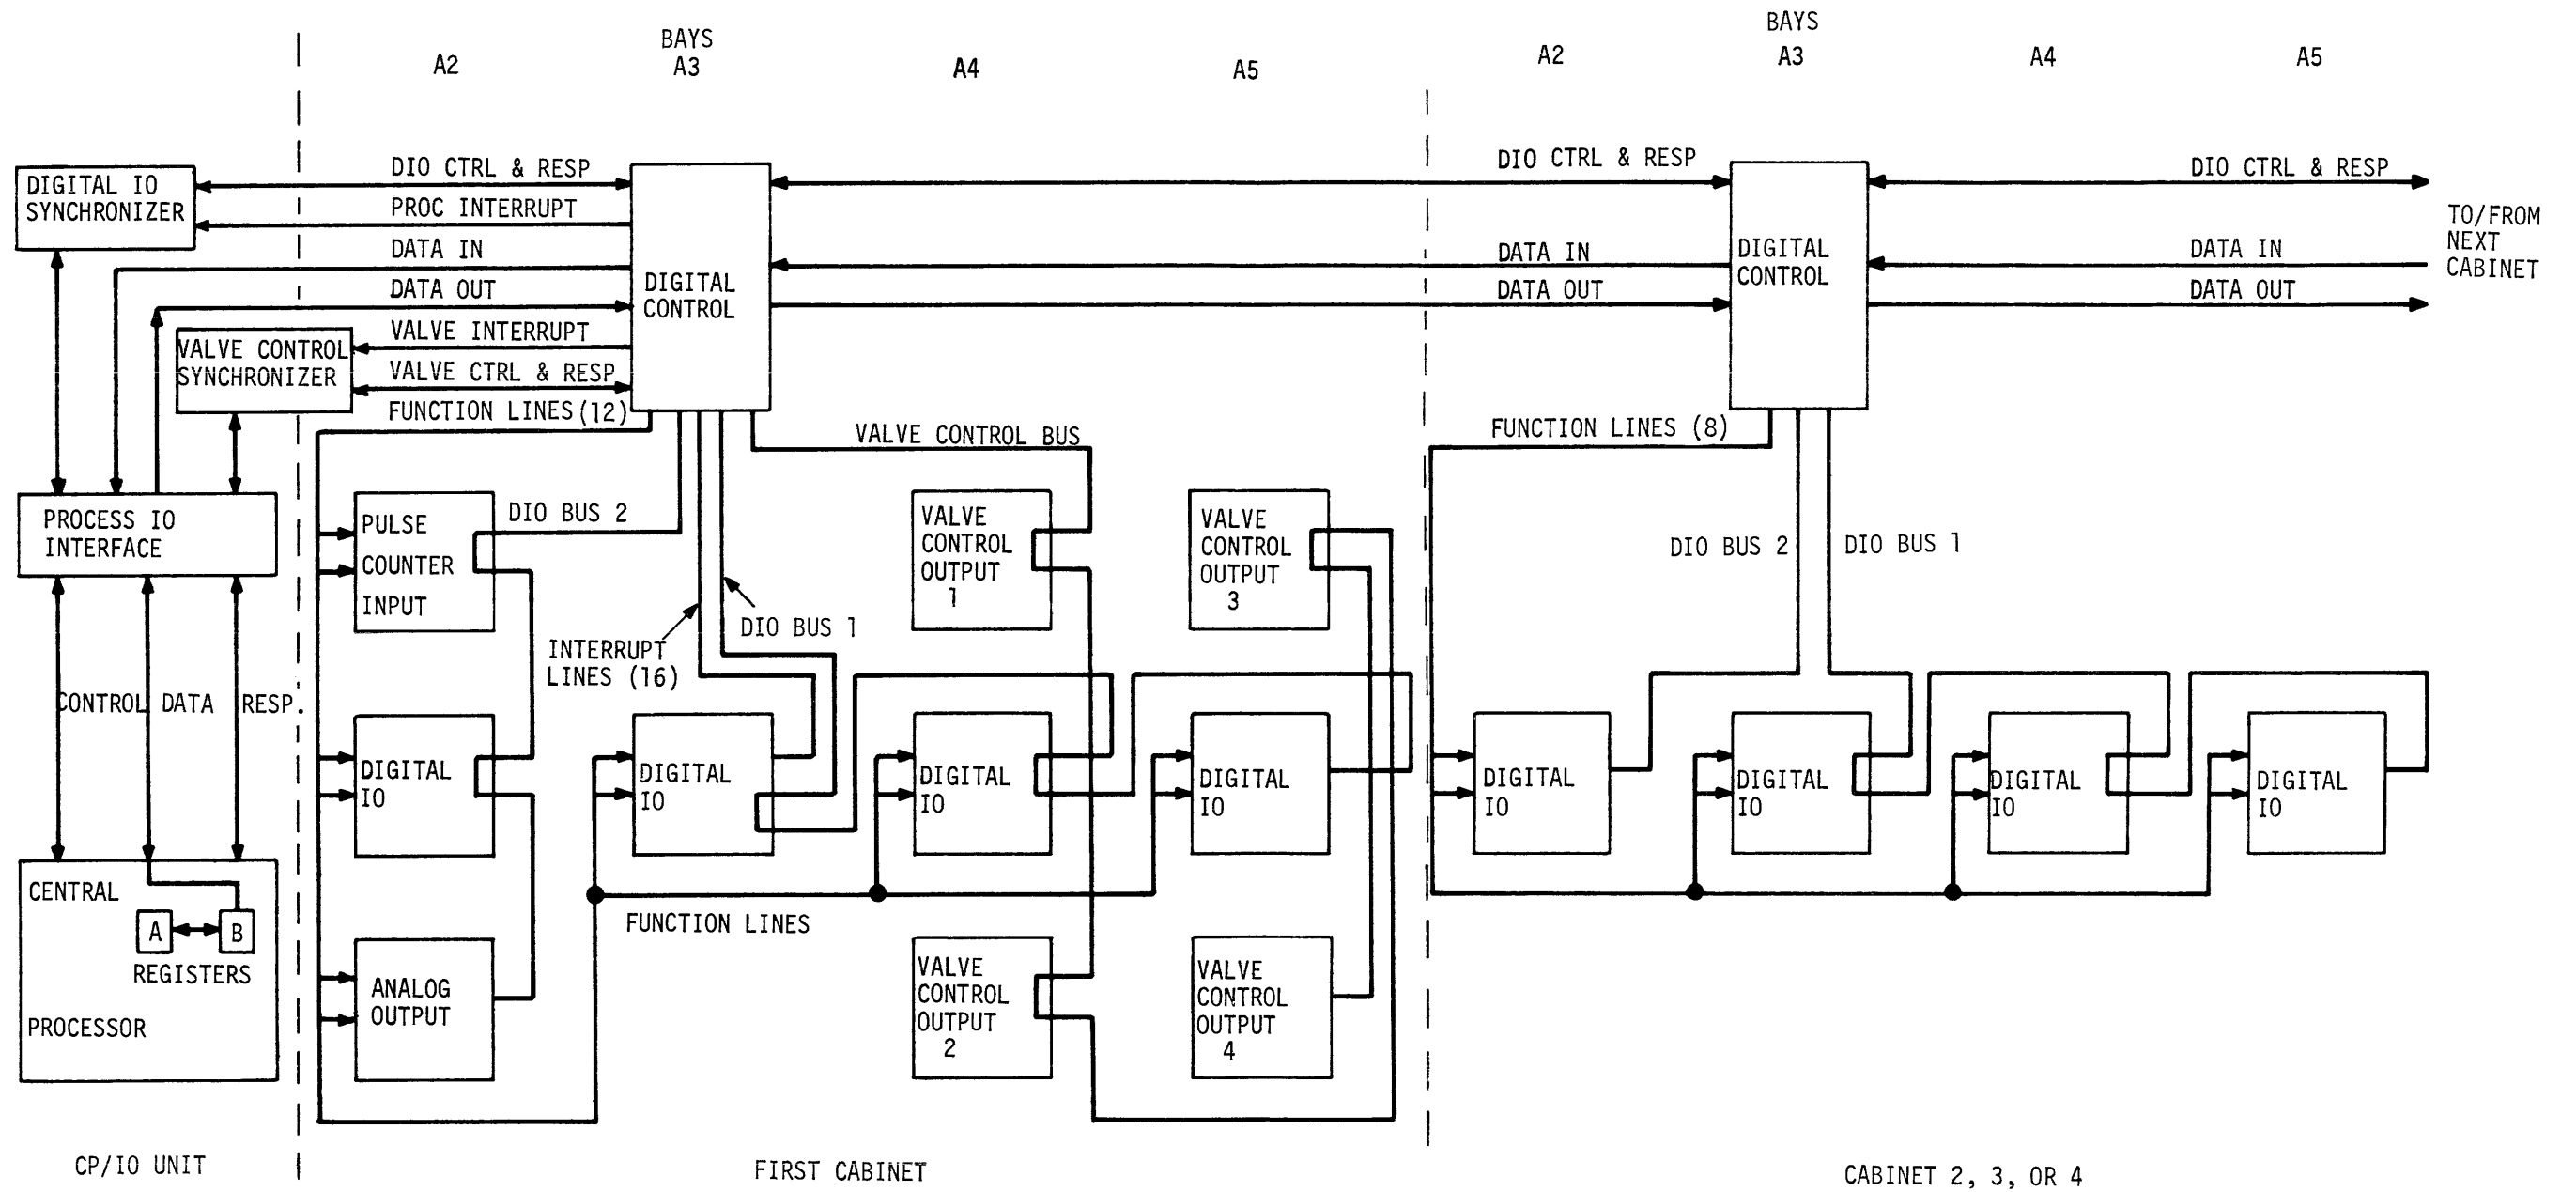 BAYS
A2
A3
A4
A5
BAYS
A2
A3
A4
A5
DIGITAL IO
SYNCHRONIZER
DIO CTRL & RESP
PROC INTERRUPT
DATA IN
DATA OUT
VALVE INTERRUPT
VALVE CTRL & RESP
FUNCTION LINES (12)
VALVE CONTROL
SYNCHRONIZER
DIGITAL
CONTROL
DIO CTRL & RESP
DATA IN
DATA OUT
DIGITAL
CONTROL
DIO CTRL & RESP
DATA IN
DATA OUT
TO/FROM
NEXT
CABINET
VALVE CONTROL BUS
FUNCTION LINES (8)
PROCESS IO
INTERFACE
PULSE
COUNTER
INPUT
DIO BUS 2
INTERRUPT
LINES (16)
DIO BUS 1
VALVE
CONTROL
OUTPUT
1
VALVE
CONTROL
OUTPUT
3
DIO BUS 2
DIO BUS 1
CONTROL
DATA
RESP.
DIGITAL
IO
DIGITAL
IO
DIGITAL
IO
DIGITAL
IO
DIGITAL
IO
DIGITAL
IO
DIGITAL
IO
DIGITAL
IO
CENTRAL
A
B
REGISTERS
PROCESSOR
ANALOG
OUTPUT
FUNCTION LINES
VALVE
CONTROL
OUTPUT
2
VALVE
CONTROL
OUTPUT
4
CP/IO UNIT
FIRST CABINET
CABINET 2, 3, OR 4